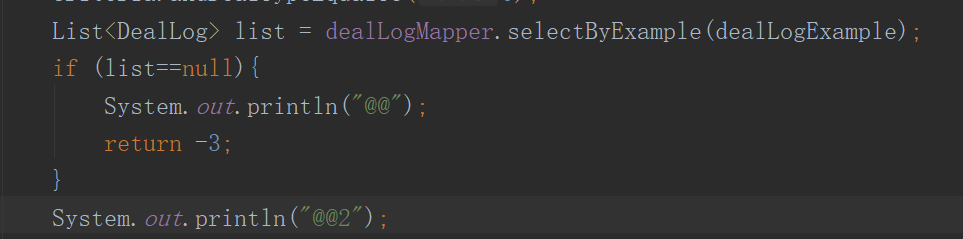 List<DealLog> list = dealLogMapper.selectByExample(dealLogExample);
if (list==null){
System.out.println("@@");
return -3;
}
System.out.println("@@2");